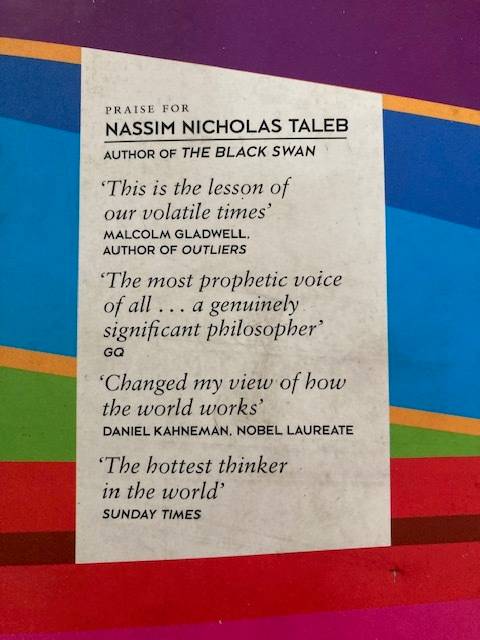 PRAISE FOR
NASSIM NICHOLAS TALEB
AUTHOR OF THE BLACK SWAN
‘This is the lesson of
our volatile times’
MALCOLM GLADWELL,
AUTHOR OF OUTLIERS
‘The most prophetic voice
of all . . . a genuinely
significant philosopher’
GQ
‘Changed my view of how
the world works’
DANIEL KAHNEMAN, NOBEL LAUREATE
‘The hottest thinker
in the world’
SUNDAY TIMES